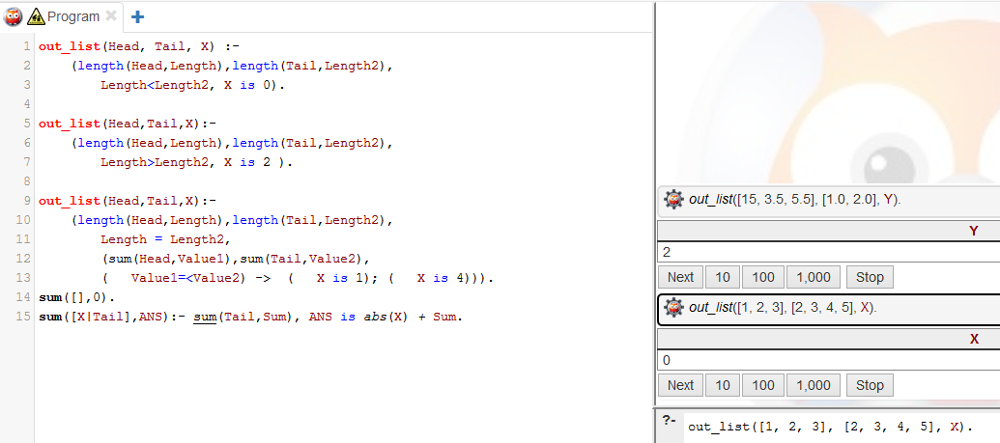 Program
1 out_list(Head, Tail, X) :-
2 (length(Head,Length),length(Tail,Length2),
3 Length<Length2, X is 0).
4
5 out_list(Head,Tail,X):-
6 (length(Head,Length),length(Tail,Length2),
7 Length>Length2, X is 2 ).
8
9 out_list(Head,Tail,X):-
10 (length(Head,Length),length(Tail,Length2),
11 Length = Length2,
12 (sum(Head,Value1),sum(Tail,Value2),
13 ( Value1=<Value2) -> ( X is 1); ( X is 4))).
14 sum([],0).
15 sum([X|Tail],ANS):- sum(Tail,Sum), ANS is abs(X) + Sum.
out_list([15, 3.5, 5.5], [1.0, 2.0], Y).
Y
2
Next 10 100 1,000 Stop
out_list([1, 2, 3], [2, 3, 4, 5], X).
X
0
Next 10 100 1,000 Stop
?- out_list([1, 2, 3], [2, 3, 4, 5], X).